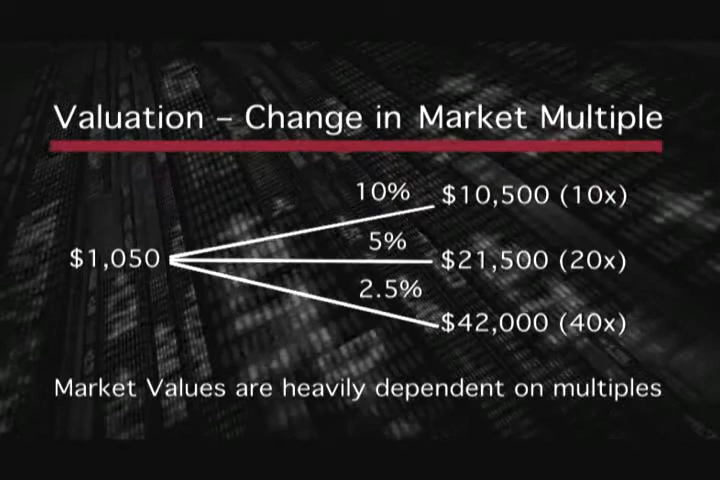 Valuation – Change in Market Multiple
10% $10,500 (10x)
$1,050 5% $21,500 (20x)
2.5% $42,000 (40x)
Market Values are heavily dependent on multiples